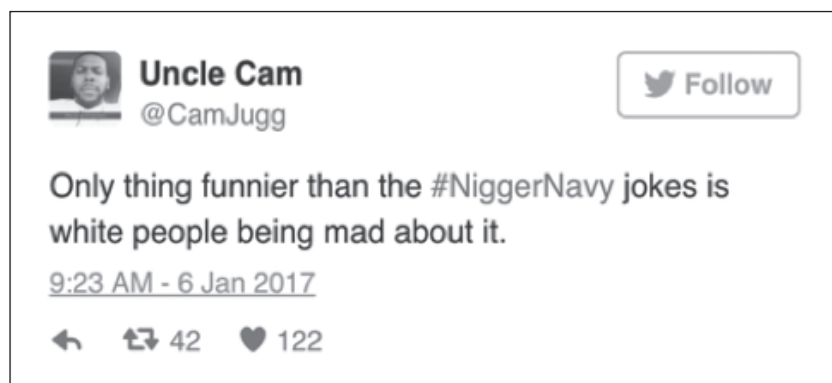 Uncle Cam
@CamJugg
Follow
Only thing funnier than the #NiggerNavy jokes is
white people being mad about it.
9:23 AM - 6 Jan 2017
42 122